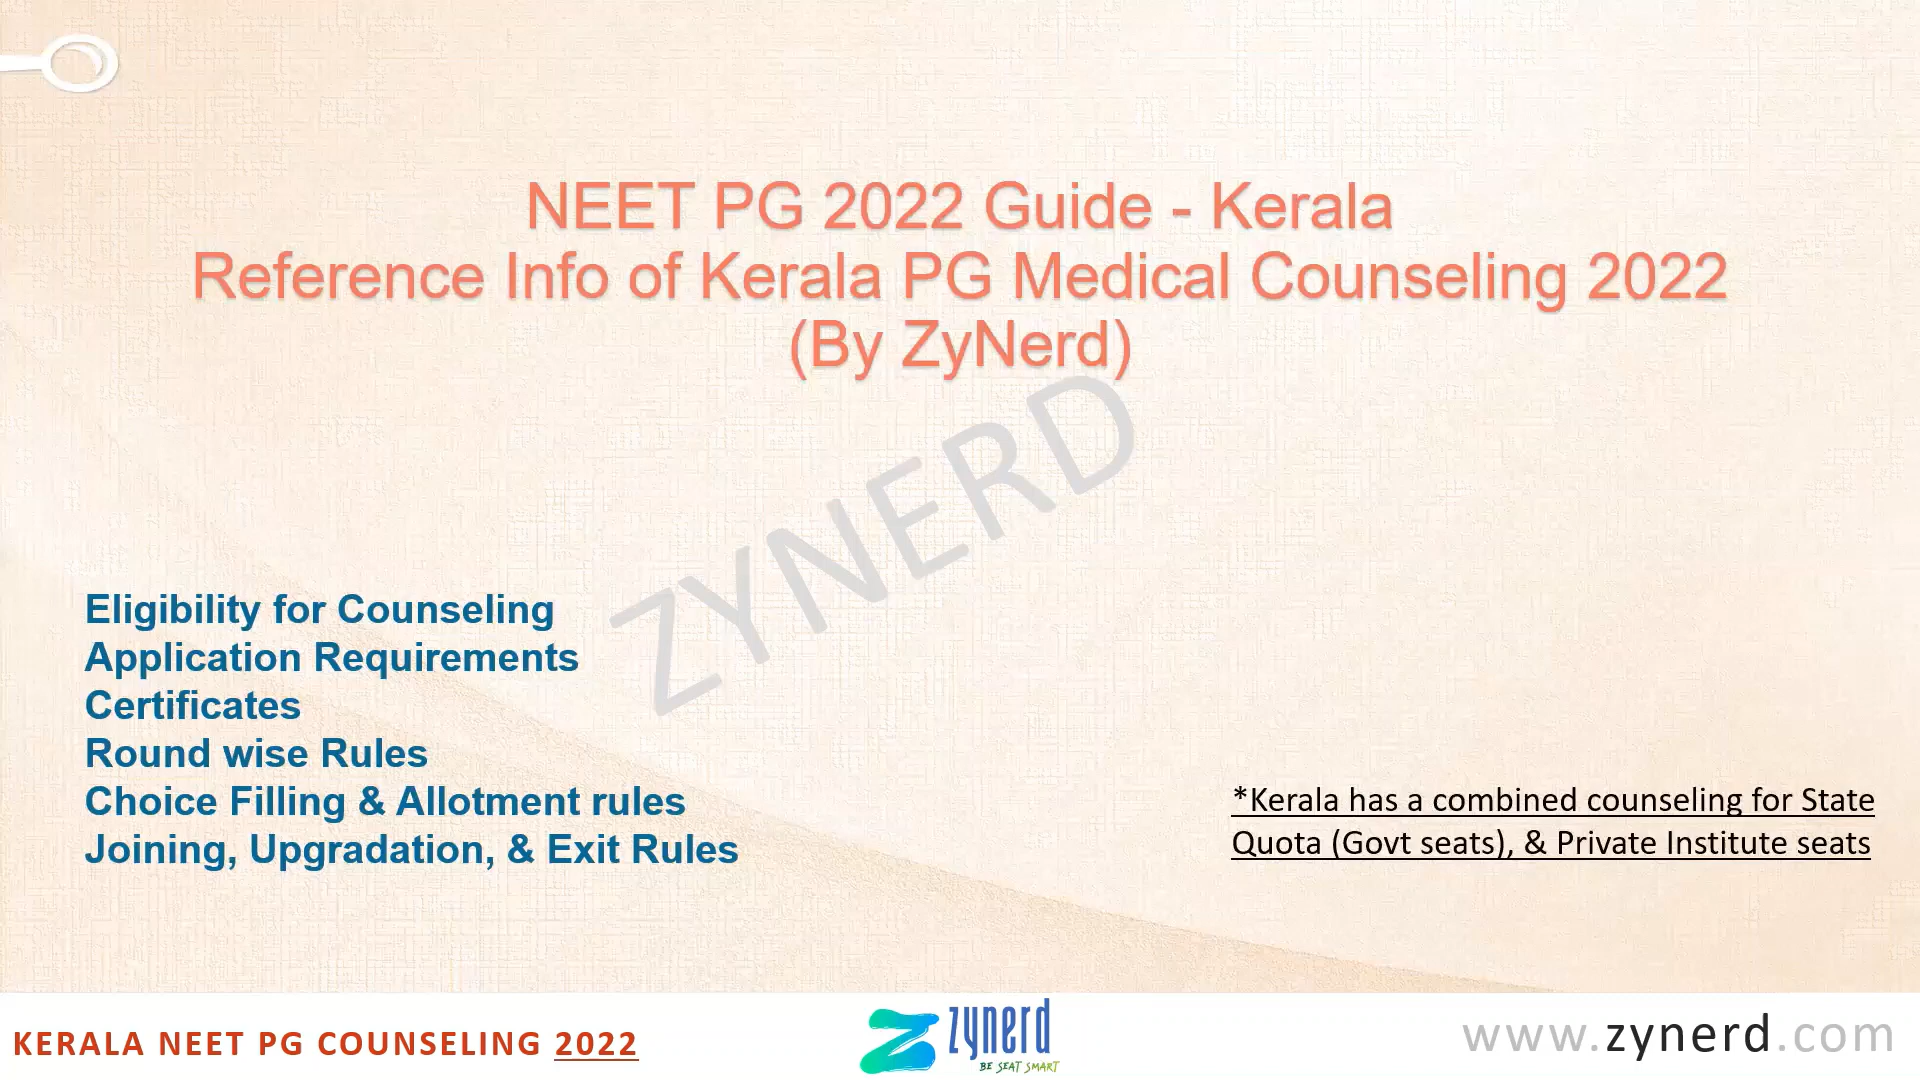 NEET PG 2022 Guide - Kerala
Reference Info of Kerala PG Medical Counseling 2022
(By ZyNerd)
ZYNERD
Eligibility for Counseling
Application Requirements
Certificates
Round wise Rules
Choice Filling & Allotment rules
Joining, Upgradation, & Exit Rules
*Kerala has a combined counseling for State
Quota (Govt seats), & Private Institute seats
KERALA NEET PG COUNSELING 2022
zynerd
BE SEAT SMART
www.zynerd.com